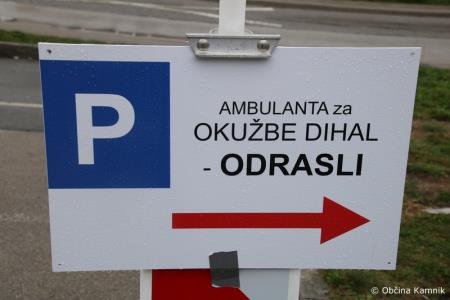 P
AMBULANTA za
OKUŽBE DIHAL
- ODRASLI
© Občina Kamnik